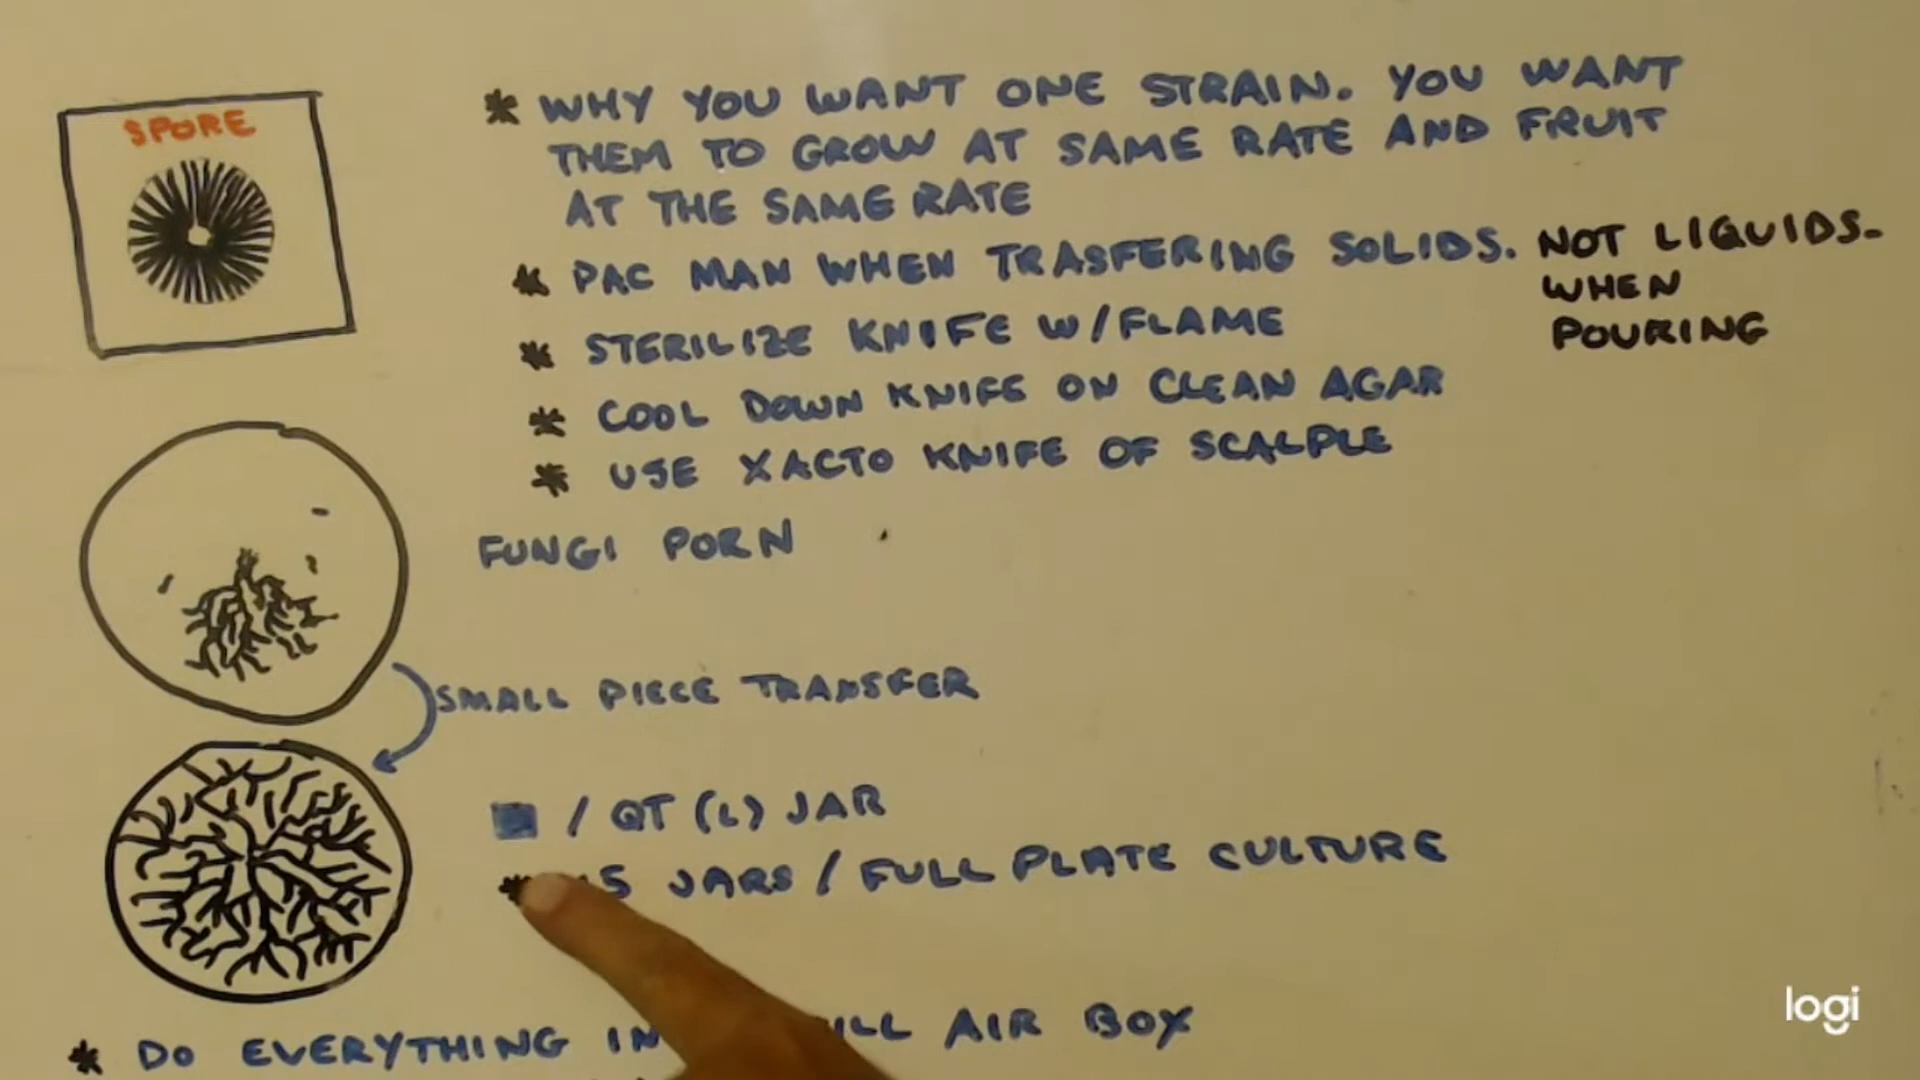 SPORE
* WHY YOU WANT ONE STRAIN. YOU WANT
THEM TO GROW AT SAME RATE AND FRUIT
AT THE SAME RATE
* PAC MAN WHEN TRASFERING SOLIDS. NOT LIQUIDS.
WHEN
POURING
* STERILIZE KNIFE W/FLAME
* COOL DOWN KNIFE ON CLEAN AGAR
* USE XACTO KNIFE OF SCALPLE
FUNGI PORN
SMALL PIECE TRANSFER
/ QT (L) JAR
* JARS / FULL PLATE CULTURE
* DO EVERYTHING IN AIR BOX
logi